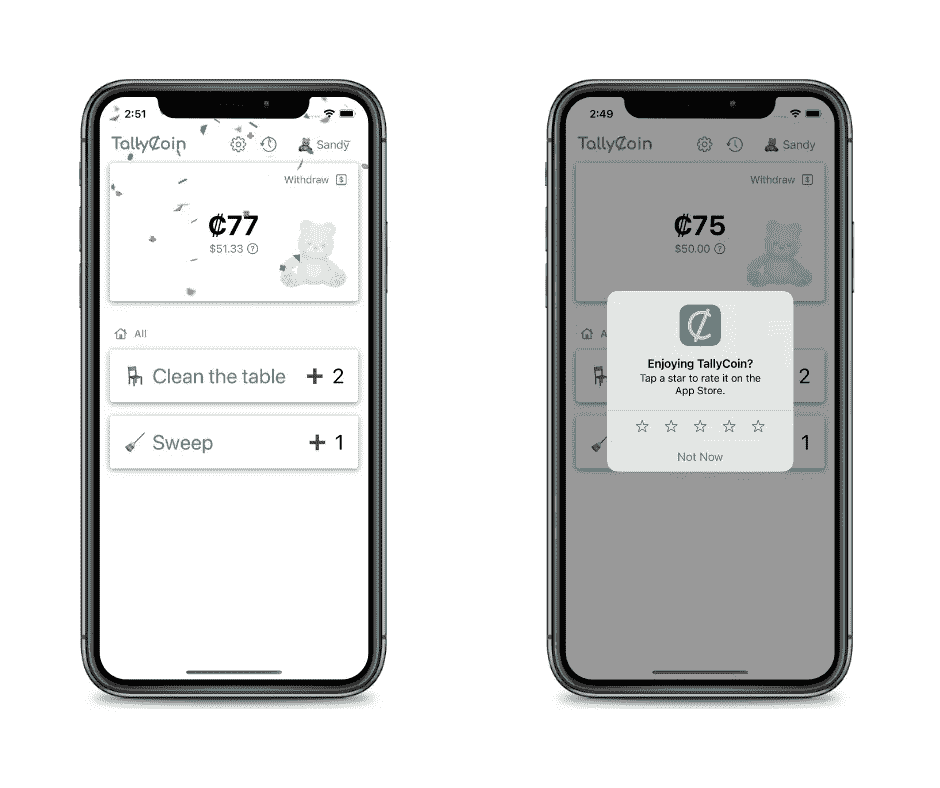 2:51
TallyCoin
Sandy
Withdraw $
₡77
$51.33 ?
All
Clean the table + 2
Sweep + 1
2:49
TallyCoin
Sandy
Withdraw $
₡75
$50.00 ?
A
2
1
₡
Enjoying TallyCoin?
Tap a star to rate it on the
App Store.
Not Now